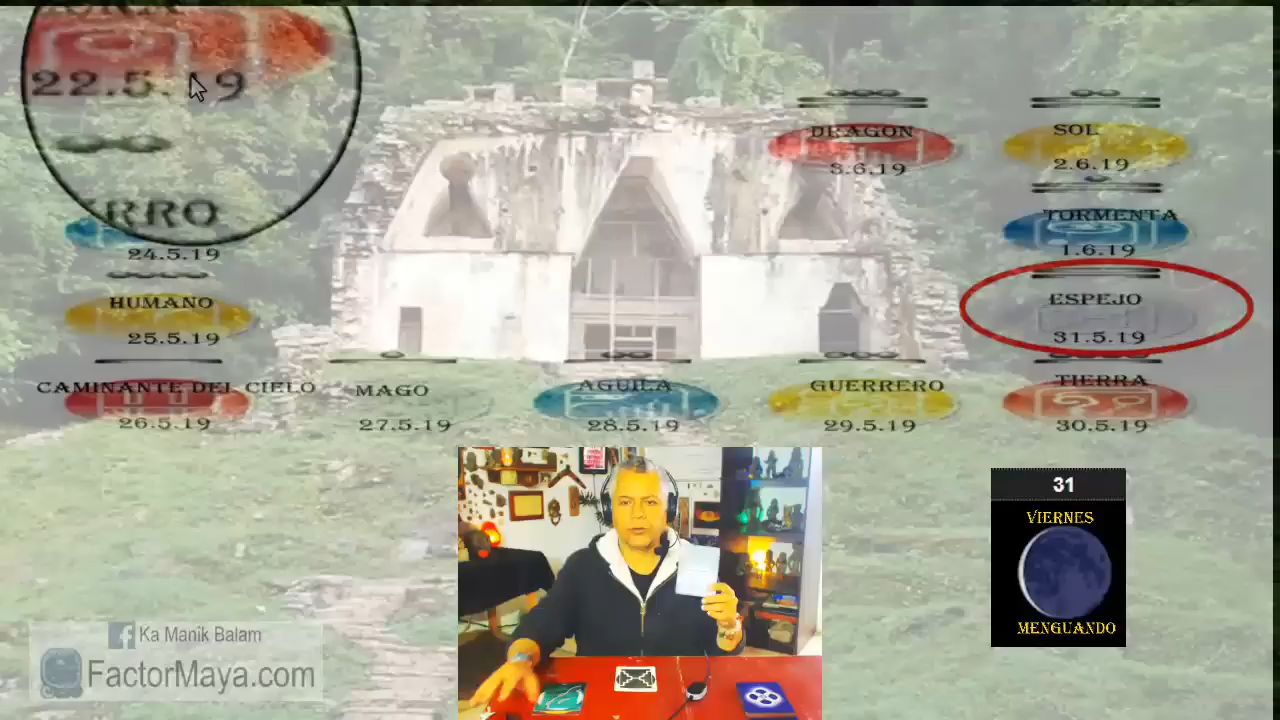 22.5.19
RRO
24.5.19
HUMANO
25.5.19
CAMINANTE DEL CIELO
26.5.19
MAGO
27.5.19
AGUILA
28.5.19
GUERRERO
29.5.19
TIERRA
30.5.19
ESPEJO
31.5.19
TORMENTA
1.6.19
SOL
2.6.19
DRAGON
3.6.19
31
VIERNES
MENGUANDO
Ka Manik Balam
FactorMaya.com